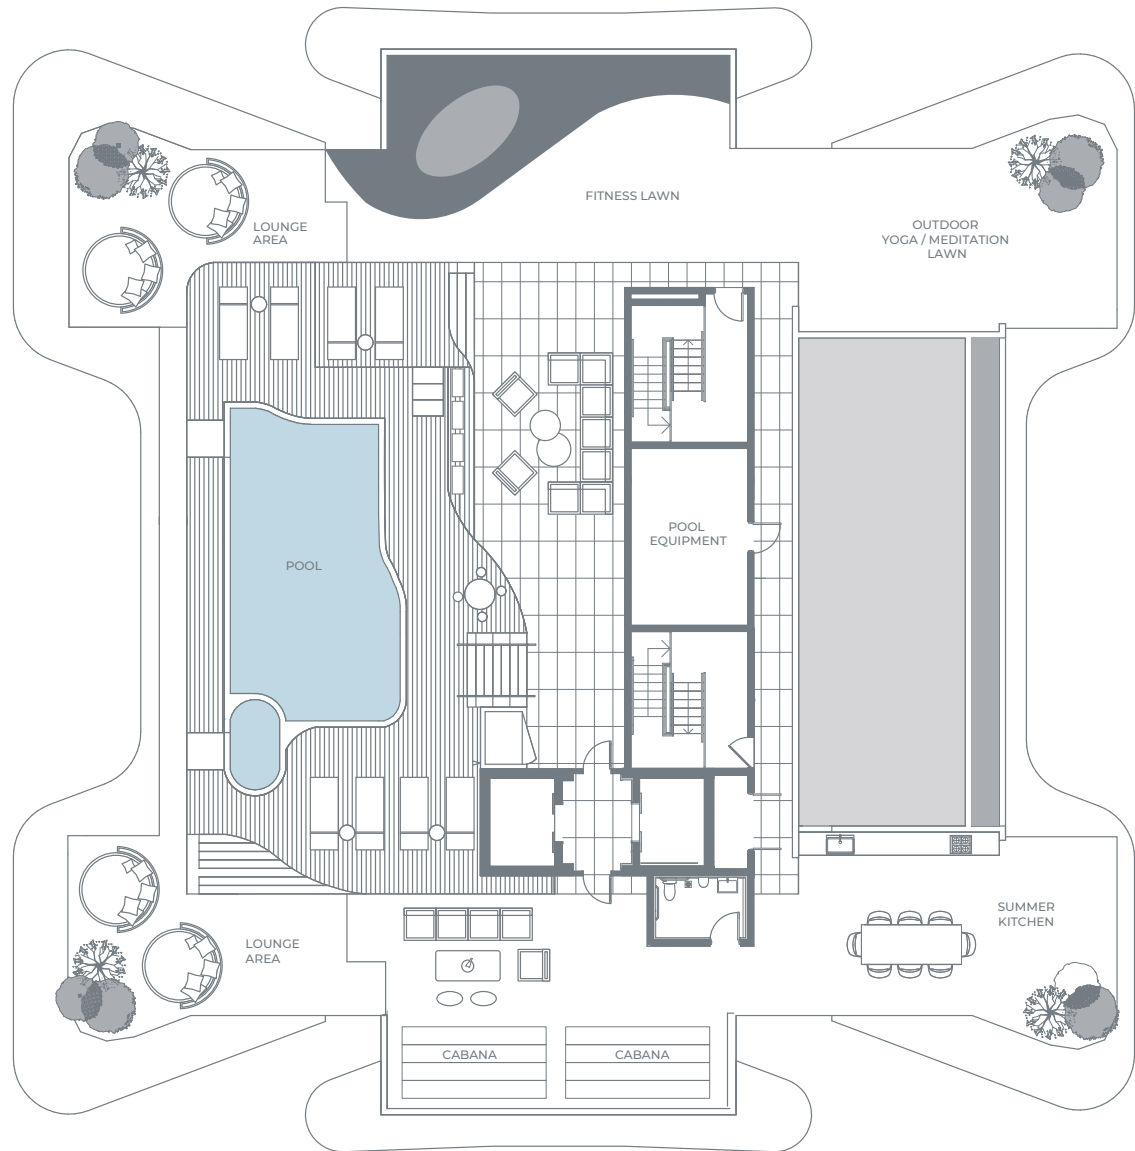 FITNESS LAWN
LOUNGE
AREA
OUTDOOR
YOGA / MEDITATION
LAWN
POOL
EQUIPMENT
POOL
SUMMER
KITCHEN
LOUNGE
AREA
CABANA
CABANA